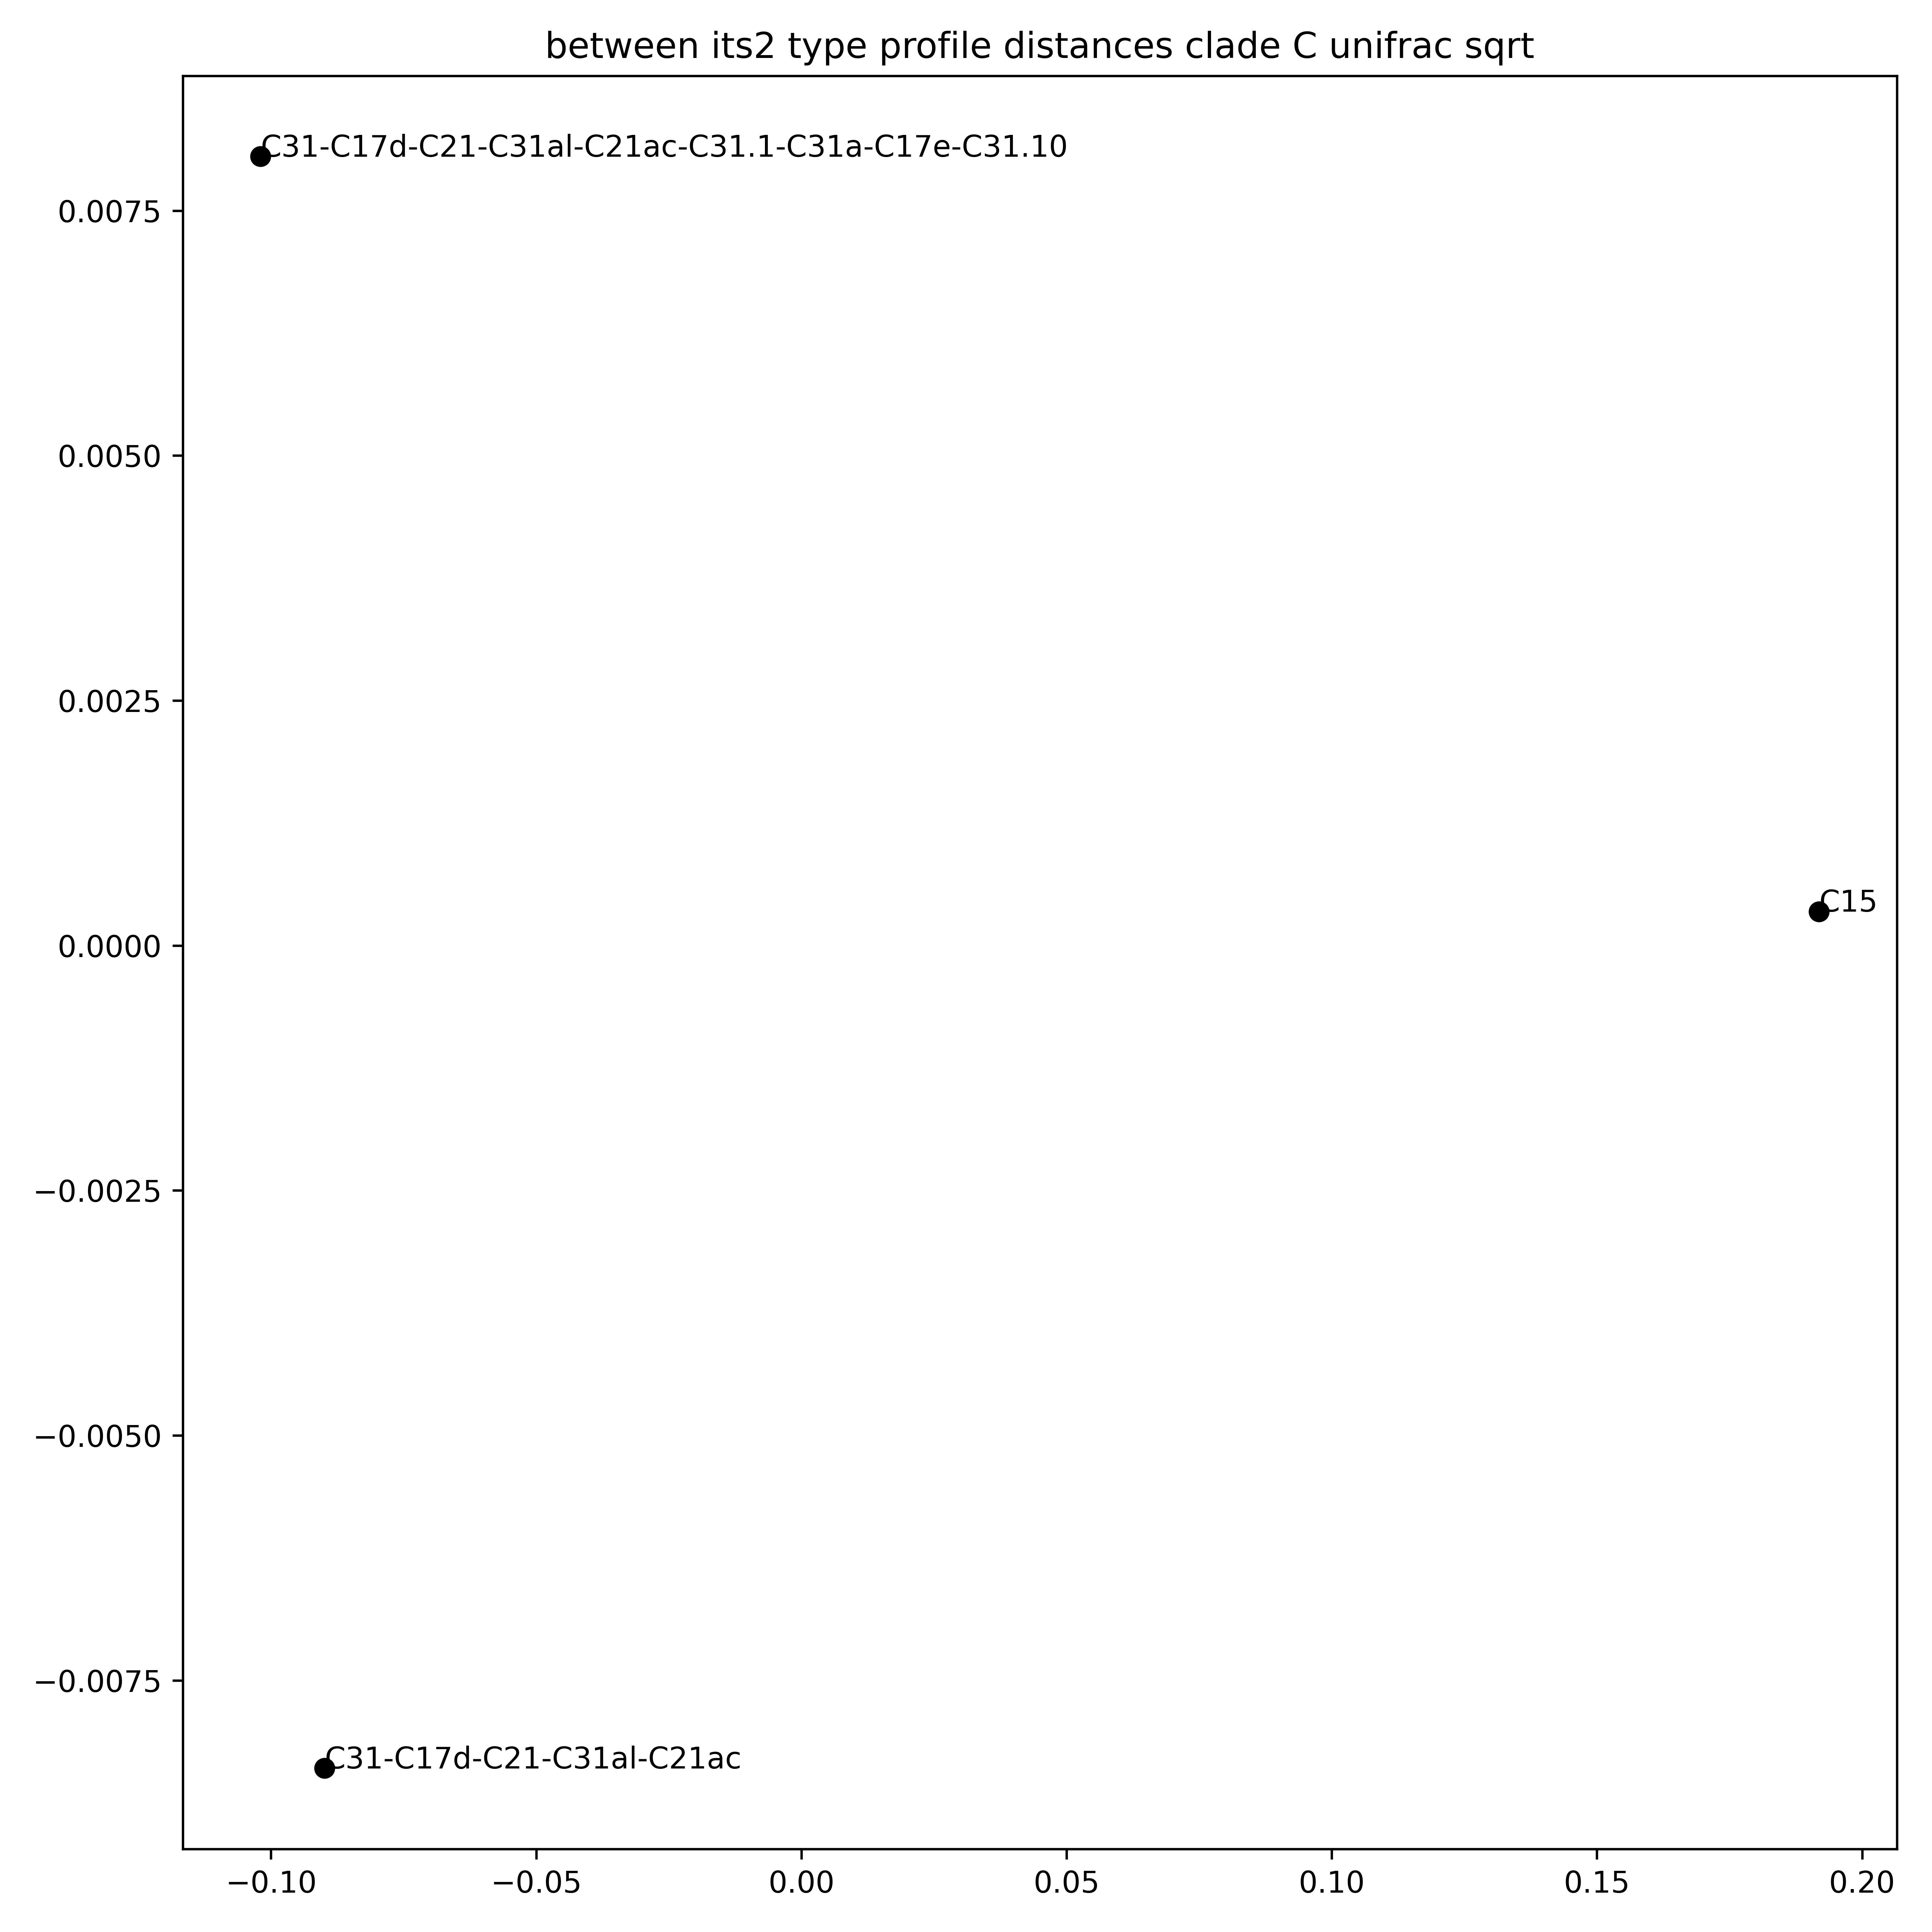 between its2 type profile distances clade C unifrac sqrt
C31-C17d-C21-C31al-C21ac-C31.1-C31a-C17e-C31.10
0.0075
0.0050
0.0025
C15
0.0000
−0.0025
−0.0050
−0.0075
C31-C17d-C21-C31al-C21ac
−0.10 −0.05 0.00 0.05 0.10 0.15 0.20